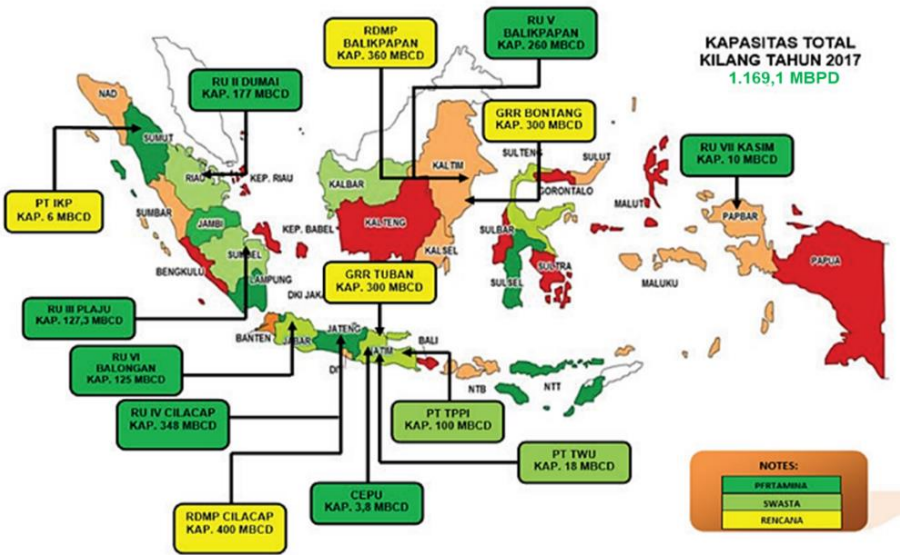 RDMP
BALIKPAPAN
KAP. 360 MBCD
RU V
BALIKPAPAN
KAP. 260 MBCD
KAPASITAS TOTAL
KILANG TAHUN 2017
1.169,1 MBPD
RU II DUMAI
KAP. 177 MBCD
GRR BONTANG
KAP. 300 MBCD
RU VII KASIM
KAP. 10 MBCD
PT IKP
KAP. 6 MBCD
NAD
SUMUT
RIAU
KEP. RIAU
SUMBAR
JAMBI
BENGKULU
KEP. BABEL
LAMPUNG
DKI JAKA
KALBAR
KALTIM
KALTENG
KALSEL
SULTENG
SULUT
GORONTALO
SULBAR
SULSEL
SULTRA
MALUT
MALUKU
PAPBAR
PAPUA
RU III PLAJU
KAP. 127,3 MBCD
GRR TUBAN
KAP. 300 MBCD
BANTEN
JABAR
JATENG
JATIM
BALI
NTB
NTT
RU VI
BALONGAN
KAP. 125 MBCD
RU IV CILACAP
KAP. 348 MBCD
PT TPPI
KAP. 100 MBCD
PT TWU
KAP. 18 MBCD
RDMP CILACAP
KAP. 400 MBCD
CEPU
KAP. 3,8 MBCD
NOTES:
PERTAMINA
SWASTA
RENCANA